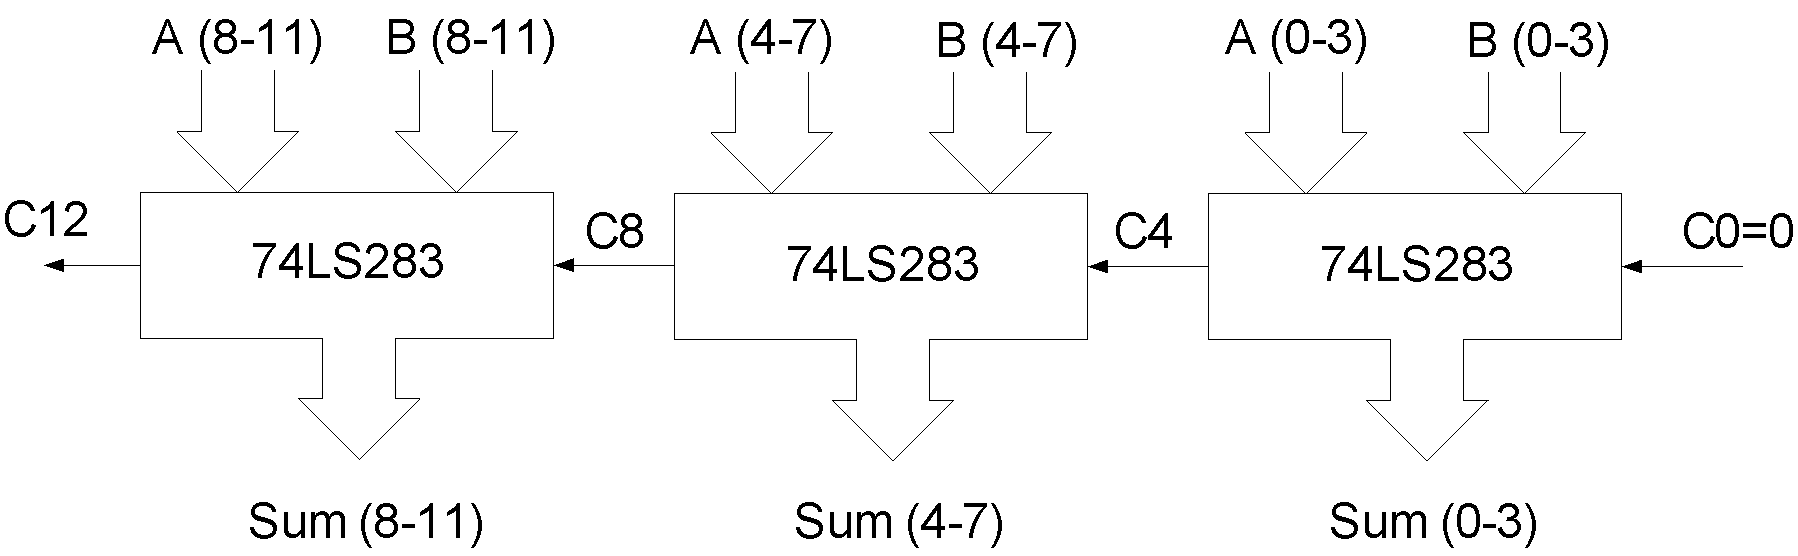 A (8-11) B (8-11) A (4-7) B (4-7) A (0-3) B (0-3)
C12 C8 C4 C0=0
74LS283 74LS283 74LS283
Sum (8-11) Sum (4-7) Sum (0-3)